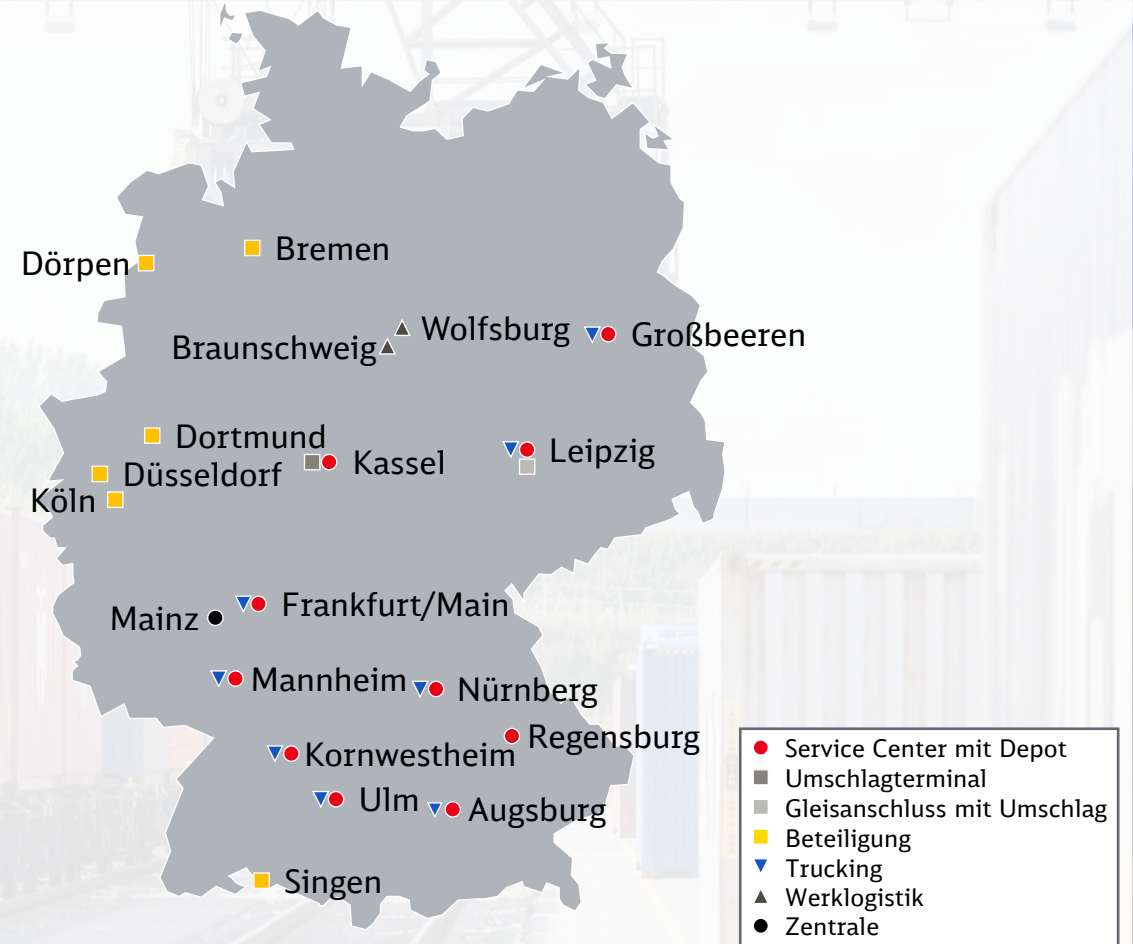 Bremen
Dörpen
Wolfsburg
Großbeeren
Braunschweig
Dortmund
Leipzig
Kassel
Düsseldorf
Köln
Frankfurt/Main
Mainz
Mannheim
Nürnberg
Regensburg
Kornwestheim
Ulm
Augsburg
Singen
Service Center mit Depot
Umschlagterminal
Gleisanschluss mit Umschlag
Beteiligung
Trucking
Werklogistik
Zentrale